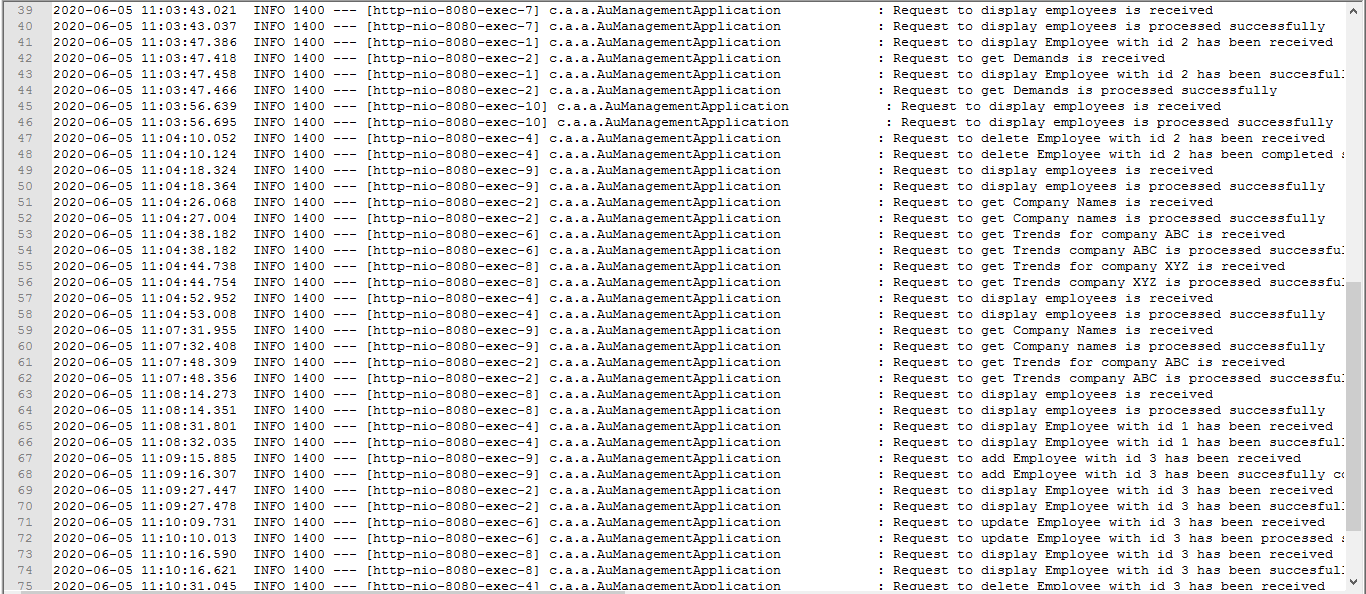 39 2020-06-05 11:03:43.021 INFO 1400 --- [http-nio-8080-exec-7] c.a.a.AuManagementApplication : Request to display employees is received
40 2020-06-05 11:03:43.037 INFO 1400 --- [http-nio-8080-exec-7] c.a.a.AuManagementApplication : Request to display employees is processed successfully
41 2020-06-05 11:03:47.386 INFO 1400 --- [http-nio-8080-exec-1] c.a.a.AuManagementApplication : Request to display Employee with id 2 has been received
42 2020-06-05 11:03:47.418 INFO 1400 --- [http-nio-8080-exec-2] c.a.a.AuManagementApplication : Request to get Demands is received
43 2020-06-05 11:03:47.458 INFO 1400 --- [http-nio-8080-exec-1] c.a.a.AuManagementApplication : Request to display Employee with id 2 has been succesful
44 2020-06-05 11:03:47.466 INFO 1400 --- [http-nio-8080-exec-2] c.a.a.AuManagementApplication : Request to get Demands is processed successfully
45 2020-06-05 11:03:56.639 INFO 1400 --- [http-nio-8080-exec-10] c.a.a.AuManagementApplication : Request to display employees is received
46 2020-06-05 11:03:56.695 INFO 1400 --- [http-nio-8080-exec-10] c.a.a.AuManagementApplication : Request to display employees is processed successfully
47 2020-06-05 11:04:10.052 INFO 1400 --- [http-nio-8080-exec-4] c.a.a.AuManagementApplication : Request to delete Employee with id 2 has been received
48 2020-06-05 11:04:10.124 INFO 1400 --- [http-nio-8080-exec-4] c.a.a.AuManagementApplication : Request to delete Employee with id 2 has been completed s
49 2020-06-05 11:04:18.324 INFO 1400 --- [http-nio-8080-exec-9] c.a.a.AuManagementApplication : Request to display employees is received
50 2020-06-05 11:04:18.364 INFO 1400 --- [http-nio-8080-exec-9] c.a.a.AuManagementApplication : Request to display employees is processed successfully
51 2020-06-05 11:04:26.068 INFO 1400 --- [http-nio-8080-exec-2] c.a.a.AuManagementApplication : Request to get Company Names is received
52 2020-06-05 11:04:27.004 INFO 1400 --- [http-nio-8080-exec-2] c.a.a.AuManagementApplication : Request to get Company names is processed successfully
53 2020-06-05 11:04:38.182 INFO 1400 --- [http-nio-8080-exec-6] c.a.a.AuManagementApplication : Request to get Trends for company ABC is received
54 2020-06-05 11:04:38.182 INFO 1400 --- [http-nio-8080-exec-6] c.a.a.AuManagementApplication : Request to get Trends company ABC is processed successful
55 2020-06-05 11:04:44.738 INFO 1400 --- [http-nio-8080-exec-8] c.a.a.AuManagementApplication : Request to get Trends for company XYZ is received
56 2020-06-05 11:04:44.754 INFO 1400 --- [http-nio-8080-exec-8] c.a.a.AuManagementApplication : Request to get Trends company XYZ is processed successful
57 2020-06-05 11:04:52.952 INFO 1400 --- [http-nio-8080-exec-4] c.a.a.AuManagementApplication : Request to display employees is received
58 2020-06-05 11:04:53.008 INFO 1400 --- [http-nio-8080-exec-4] c.a.a.AuManagementApplication : Request to display employees is processed successfully
59 2020-06-05 11:07:31.955 INFO 1400 --- [http-nio-8080-exec-9] c.a.a.AuManagementApplication : Request to get Company Names is received
60 2020-06-05 11:07:32.408 INFO 1400 --- [http-nio-8080-exec-9] c.a.a.AuManagementApplication : Request to get Company names is processed successfully
61 2020-06-05 11:07:48.309 INFO 1400 --- [http-nio-8080-exec-2] c.a.a.AuManagementApplication : Request to get Trends for company ABC is received
62 2020-06-05 11:07:48.356 INFO 1400 --- [http-nio-8080-exec-2] c.a.a.AuManagementApplication : Request to get Trends company ABC is processed successful
63 2020-06-05 11:08:14.273 INFO 1400 --- [http-nio-8080-exec-8] c.a.a.AuManagementApplication : Request to display employees is received
64 2020-06-05 11:08:14.351 INFO 1400 --- [http-nio-8080-exec-8] c.a.a.AuManagementApplication : Request to display employees is processed successfully
65 2020-06-05 11:08:31.801 INFO 1400 --- [http-nio-8080-exec-4] c.a.a.AuManagementApplication : Request to display Employee with id 1 has been received
66 2020-06-05 11:08:32.035 INFO 1400 --- [http-nio-8080-exec-4] c.a.a.AuManagementApplication : Request to display Employee with id 1 has been succesful
67 2020-06-05 11:09:15.885 INFO 1400 --- [http-nio-8080-exec-9] c.a.a.AuManagementApplication : Request to add Employee with id 3 has been received
68 2020-06-05 11:09:16.307 INFO 1400 --- [http-nio-8080-exec-9] c.a.a.AuManagementApplication : Request to add Employee with id 3 has been succesfully co
69 2020-06-05 11:09:27.447 INFO 1400 --- [http-nio-8080-exec-2] c.a.a.AuManagementApplication : Request to display Employee with id 3 has been received
70 2020-06-05 11:09:27.478 INFO 1400 --- [http-nio-8080-exec-2] c.a.a.AuManagementApplication : Request to display Employee with id 3 has been succesful
71 2020-06-05 11:10:09.731 INFO 1400 --- [http-nio-8080-exec-6] c.a.a.AuManagementApplication : Request to update Employee with id 3 has been received
72 2020-06-05 11:10:10.013 INFO 1400 --- [http-nio-8080-exec-6] c.a.a.AuManagementApplication : Request to update Employee with id 3 has been processed s
73 2020-06-05 11:10:16.590 INFO 1400 --- [http-nio-8080-exec-8] c.a.a.AuManagementApplication : Request to display Employee with id 3 has been received
74 2020-06-05 11:10:16.621 INFO 1400 --- [http-nio-8080-exec-8] c.a.a.AuManagementApplication : Request to display Employee with id 3 has been succesful
75 2020-06-05 11:10:31.045 INFO 1400 --- [http-nio-8080-exec-4] c.a.a.AuManagementApplication : Request to delete Employee with id 3 has been received